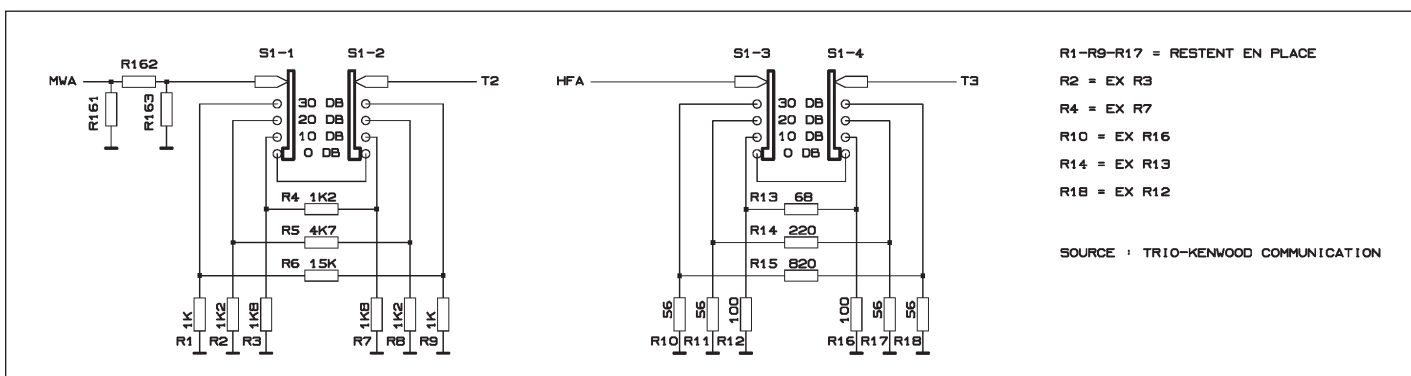 S1-1 S1-2 S1-3 S1-4
MWA R162 T2 HFA T3
R161 R163
30 DB 30 DB
20 DB 20 DB
10 DB 10 DB
0 DB 0 DB
R4 1K2 R13 68
R5 4K7 R14 220
R6 15K R15 820
1K 1K2 1K8 1K8 1K2 1K 56 56 100 100 56 56
R1 R2 R3 R7 R8 R9 R10 R11 R12 R16 R17 R18
R1-R9-R17 = RESTENT EN PLACE
R2 = EX R3
R4 = EX R7
R10 = EX R16
R14 = EX R13
R18 = EX R12
SOURCE : TRIO-KENWOOD COMMUNICATION